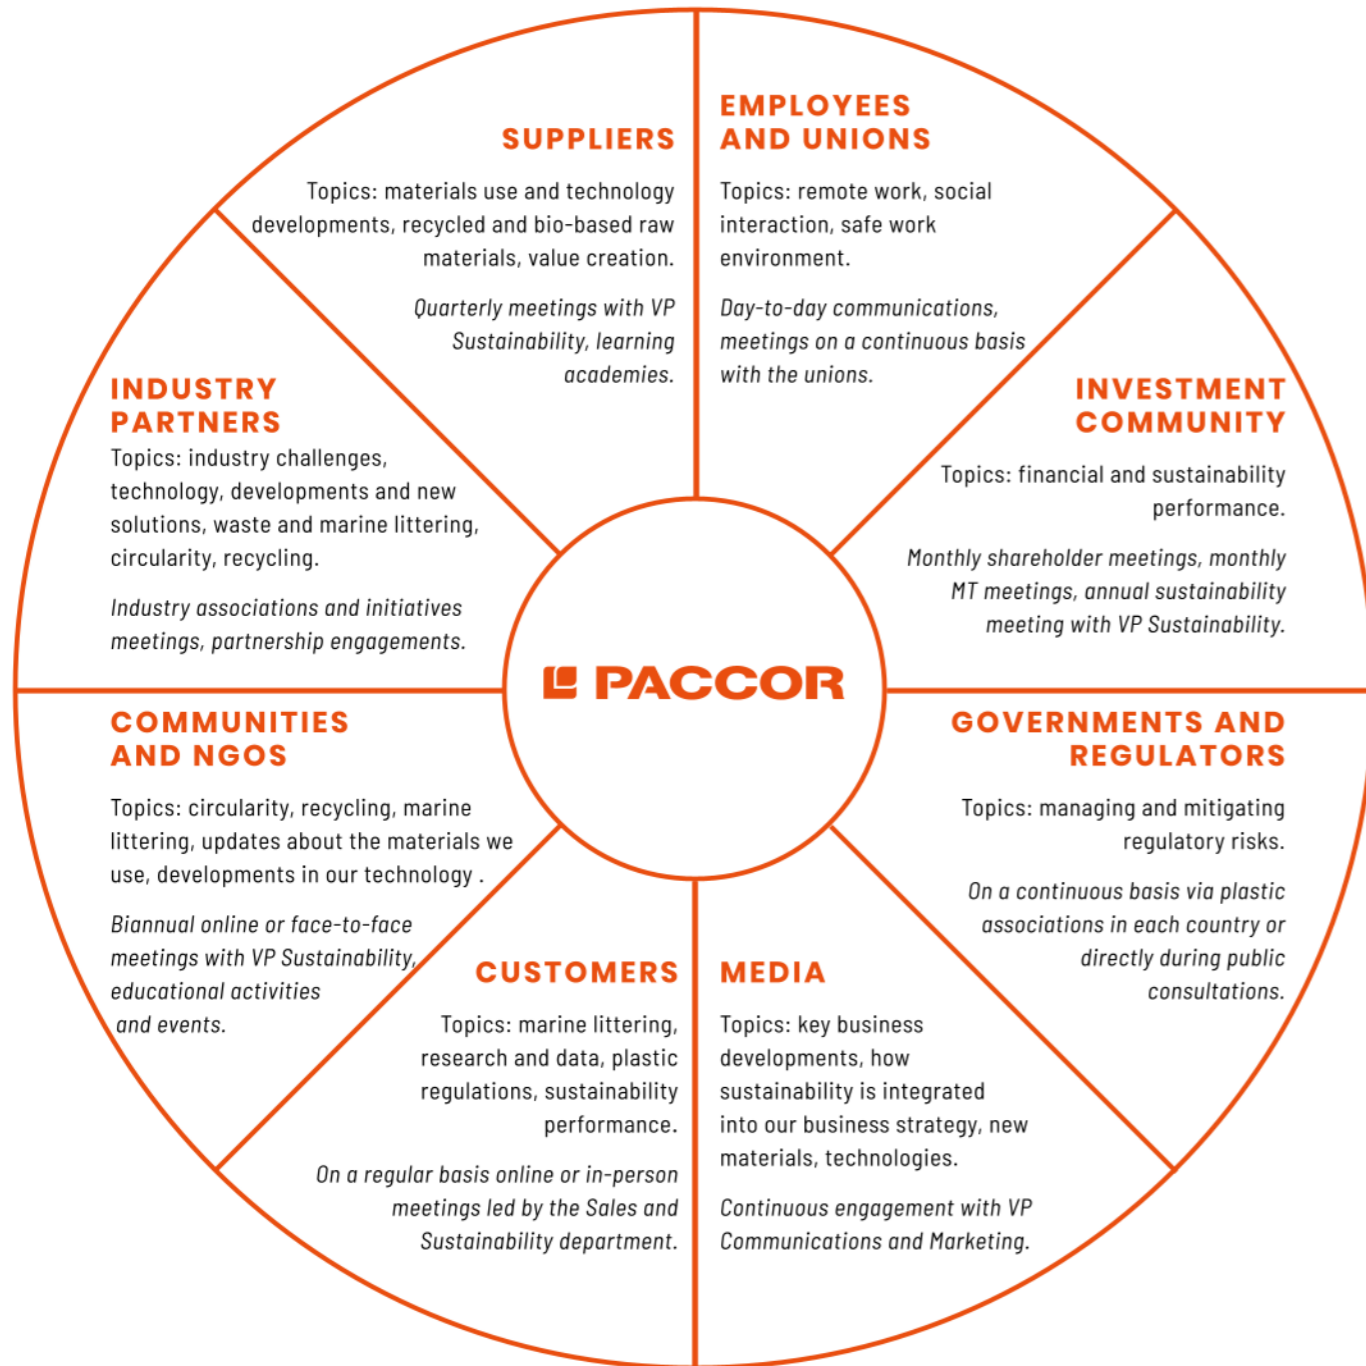 SUPPLIERS
Topics: materials use and technology
developments, recycled and bio-based raw
materials, value creation.
Quarterly meetings with VP
Sustainability, learning
academies.
EMPLOYEES
AND UNIONS
Topics: remote work, social
interaction, safe work
environment.
Day-to-day communications,
meetings on a continuous basis
with the unions.
INDUSTRY
PARTNERS
Topics: industry challenges,
technology, developments and new
solutions, waste and marine littering,
circularity, recycling.
Industry associations and initiatives
meetings, partnership engagements.
INVESTMENT
COMMUNITY
Topics: financial and sustainability
performance.
Monthly shareholder meetings, monthly
MT meetings, annual sustainability
meeting with VP Sustainability.
PACCOR
COMMUNITIES
AND NGOS
Topics: circularity, recycling, marine
littering, updates about the materials we
use, developments in our technology .
Biannual online or face-to-face
meetings with VP Sustainability,
educational activities
and events.
GOVERNMENTS AND
REGULATORS
Topics: managing and mitigating
regulatory risks.
On a continuous basis via plastic
associations in each country or
directly during public
consultations.
CUSTOMERS
Topics: marine littering,
research and data, plastic
regulations, sustainability
performance.
On a regular basis online or in-person
meetings led by the Sales and
Sustainability department.
MEDIA
Topics: key business
developments, how
sustainability is integrated
into our business strategy, new
materials, technologies.
Continuous engagement with VP
Communications and Marketing.